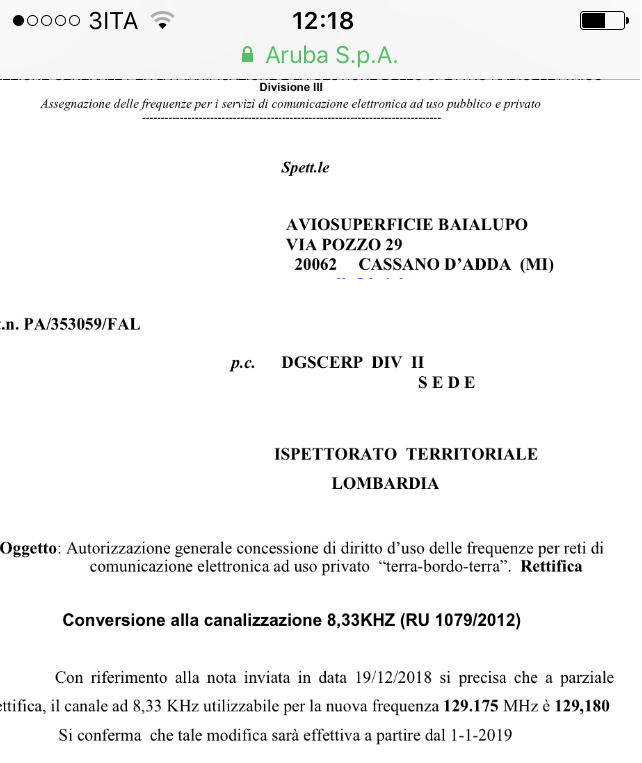 3ITA 12:18
Aruba S.p.A.
Divisione III
Assegnazione delle frequenze per i servizi di comunicazione elettronica ad uso pubblico e privato
Spett.le
AVIOSUPERFICIE BAIALUPO
VIA POZZO 29
20062 CASSANO D'ADDA (MI)
.n. PA/353059/FAL
p.c. DGSCERP DIV II
S E D E
ISPETTORATO TERRITORIALE
LOMBARDIA
Oggetto: Autorizzazione generale concessione di diritto d'uso delle frequenze per reti di
comunicazione elettronica ad uso privato “terra-bordo-terra”. Rettifica
Conversione alla canalizzazione 8,33KHZ (RU 1079/2012)
Con riferimento alla nota inviata in data 19/12/2018 si precisa che a parziale
ettifica, il canale ad 8,33 KHz utilizzabile per la nuova frequenza 129.175 MHz è 129,180
Si conferma che tale modifica sarà effettiva a partire dal 1-1-2019